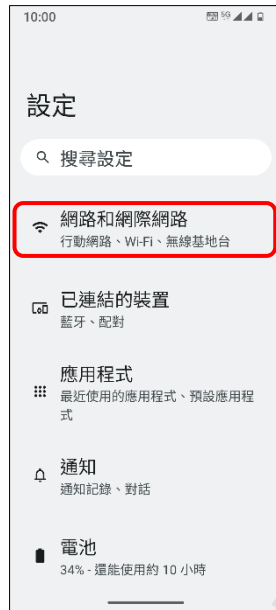 10:00
5G
設定
搜尋設定
網路和網際網路
行動網路、Wi-Fi、無線基地台
已連結的裝置
藍牙、配對
應用程式
最近使用的應用程式、預設應用程
式
通知
通知記錄、對話
電池
34% - 還能使用約 10 小時